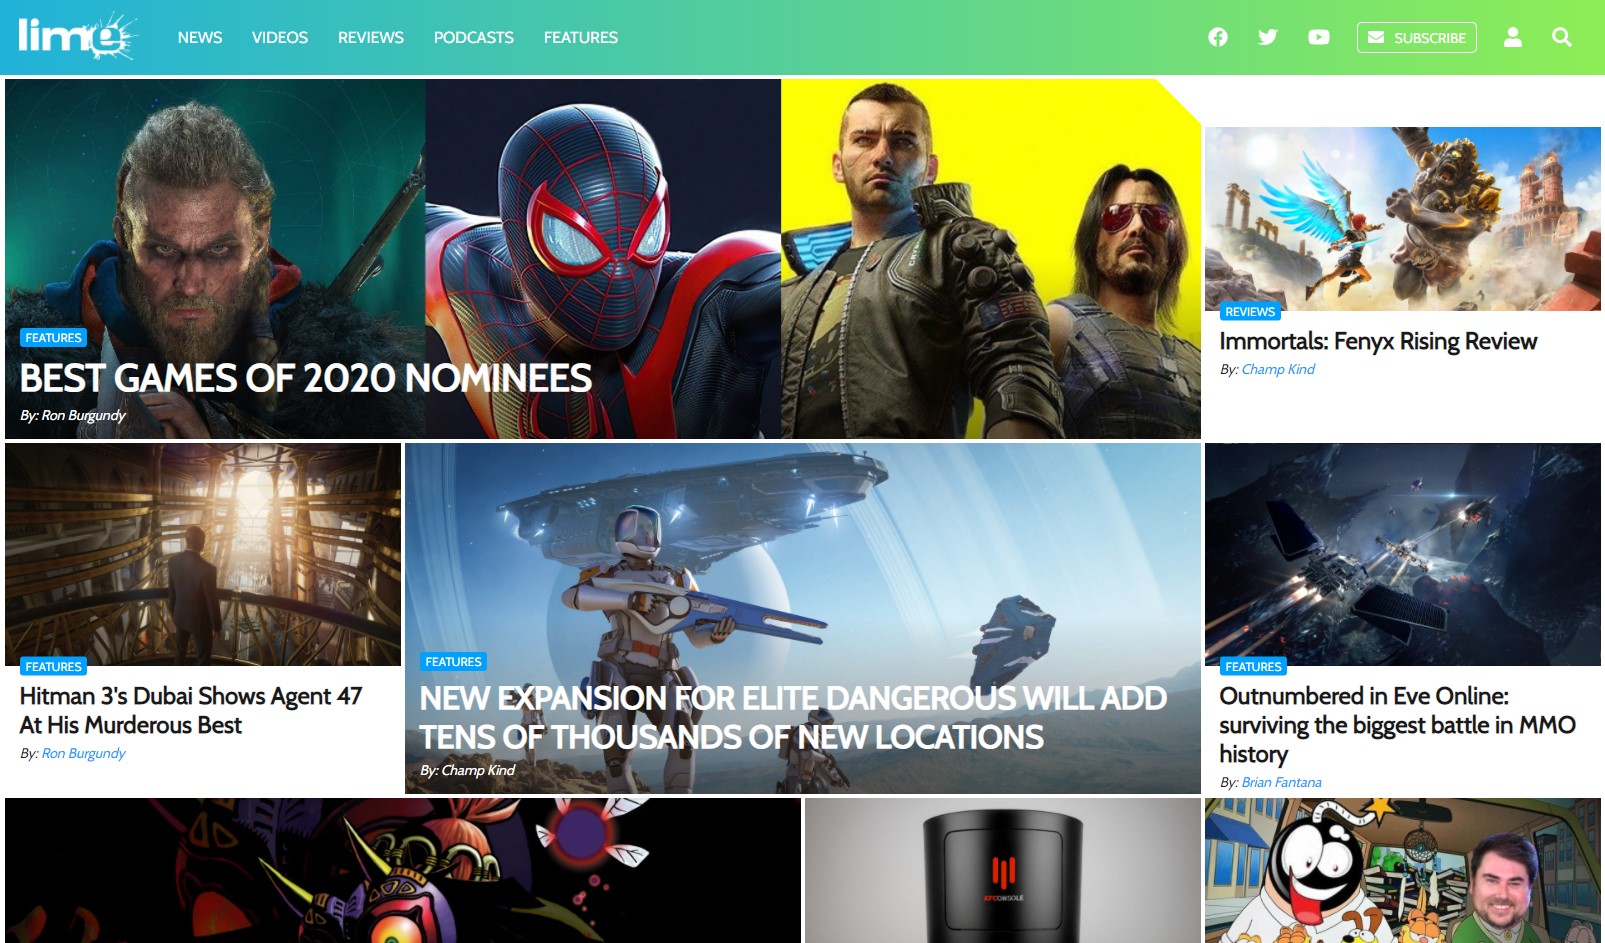 lime
NEWS VIDEOS REVIEWS PODCASTS FEATURES
SUBSCRIBE
FEATURES
BEST GAMES OF 2020 NOMINEES
By: Ron Burgundy
REVIEWS
Immortals: Fenyx Rising Review
By: Champ Kind
FEATURES
Hitman 3's Dubai Shows Agent 47
At His Murderous Best
By: Ron Burgundy
FEATURES
NEW EXPANSION FOR ELITE DANGEROUS WILL ADD
TENS OF THOUSANDS OF NEW LOCATIONS
By: Champ Kind
FEATURES
Outnumbered in Eve Online:
surviving the biggest battle in MMO
history
By: Brian Fantana
KFCONSOLE